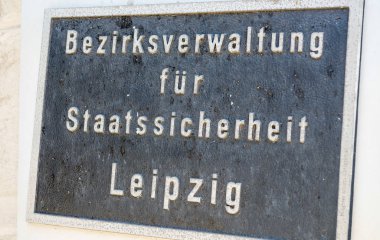 Bezirksverwaltung
für
Staatssicherheit
Leipzig